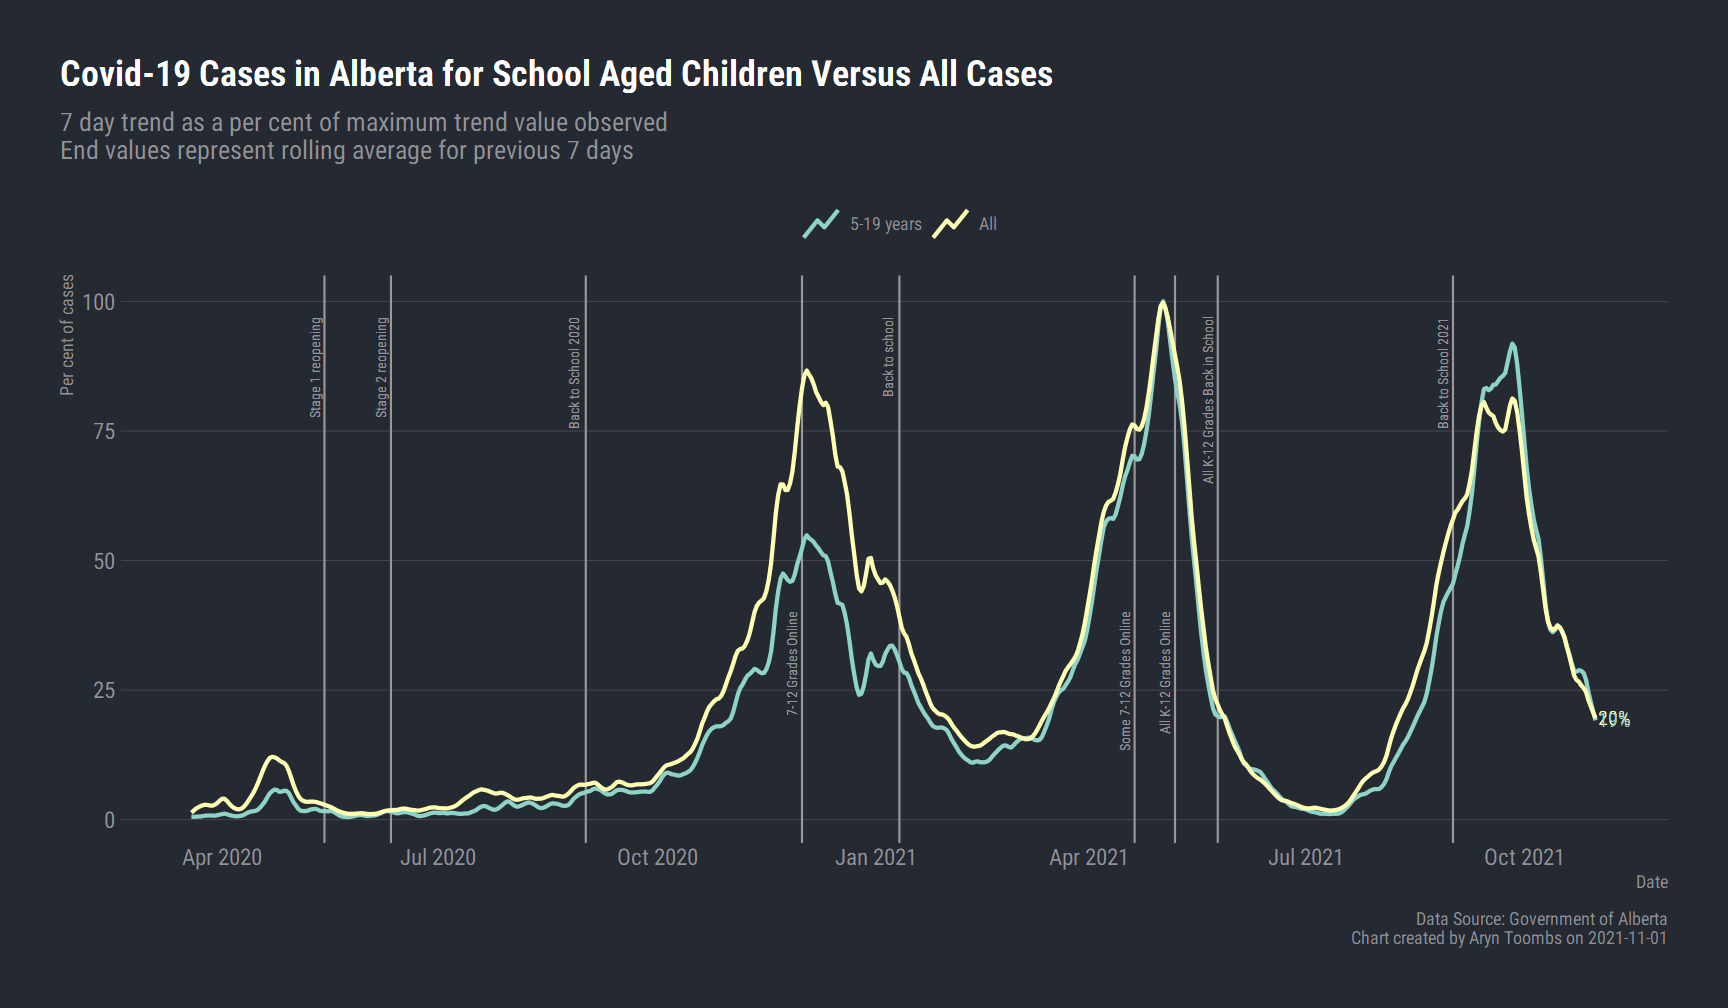 Covid-19 Cases in Alberta for School Aged Children Versus All Cases
7 day trend as a per cent of maximum trend value observed
End values represent rolling average for previous 7 days
5-19 years
All
Per cent of cases
100
75
50
25
0
Stage 1 reopening
Stage 2 reopening
Back to School 2020
7-12 Grades Online
Back to school
Some 7-12 Grades Online
All K-12 Grades Online
All K-12 Grades Back in School
Back to School 2021
20%
19%
Apr 2020
Jul 2020
Oct 2020
Jan 2021
Apr 2021
Jul 2021
Oct 2021
Date
Data Source: Government of Alberta
Chart created by Aryn Toombs on 2021-11-01